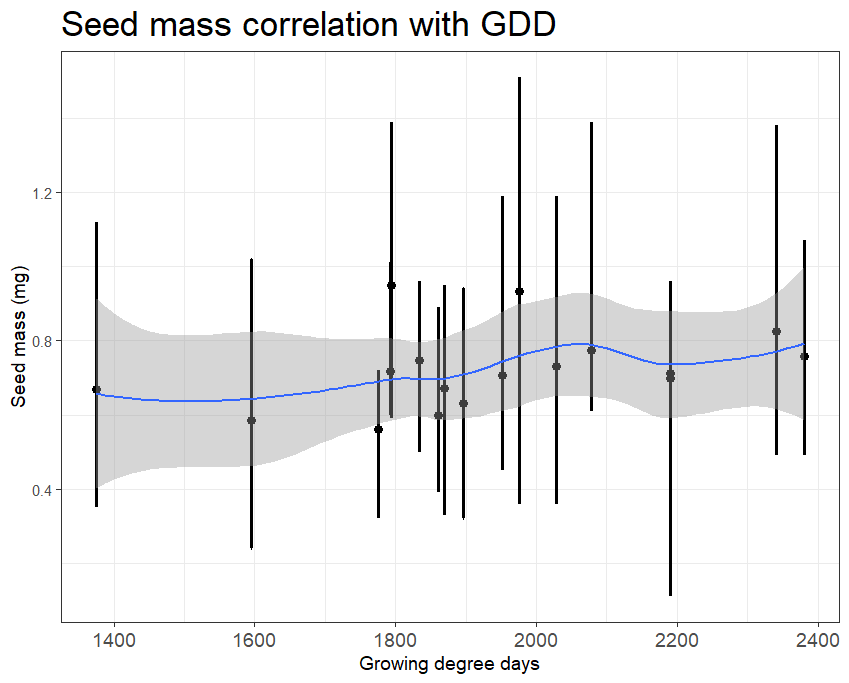 Seed mass correlation with GDD
Seed mass (mg)
1.2
0.8
0.4
1400 1600 1800 2000 2200 2400
Growing degree days